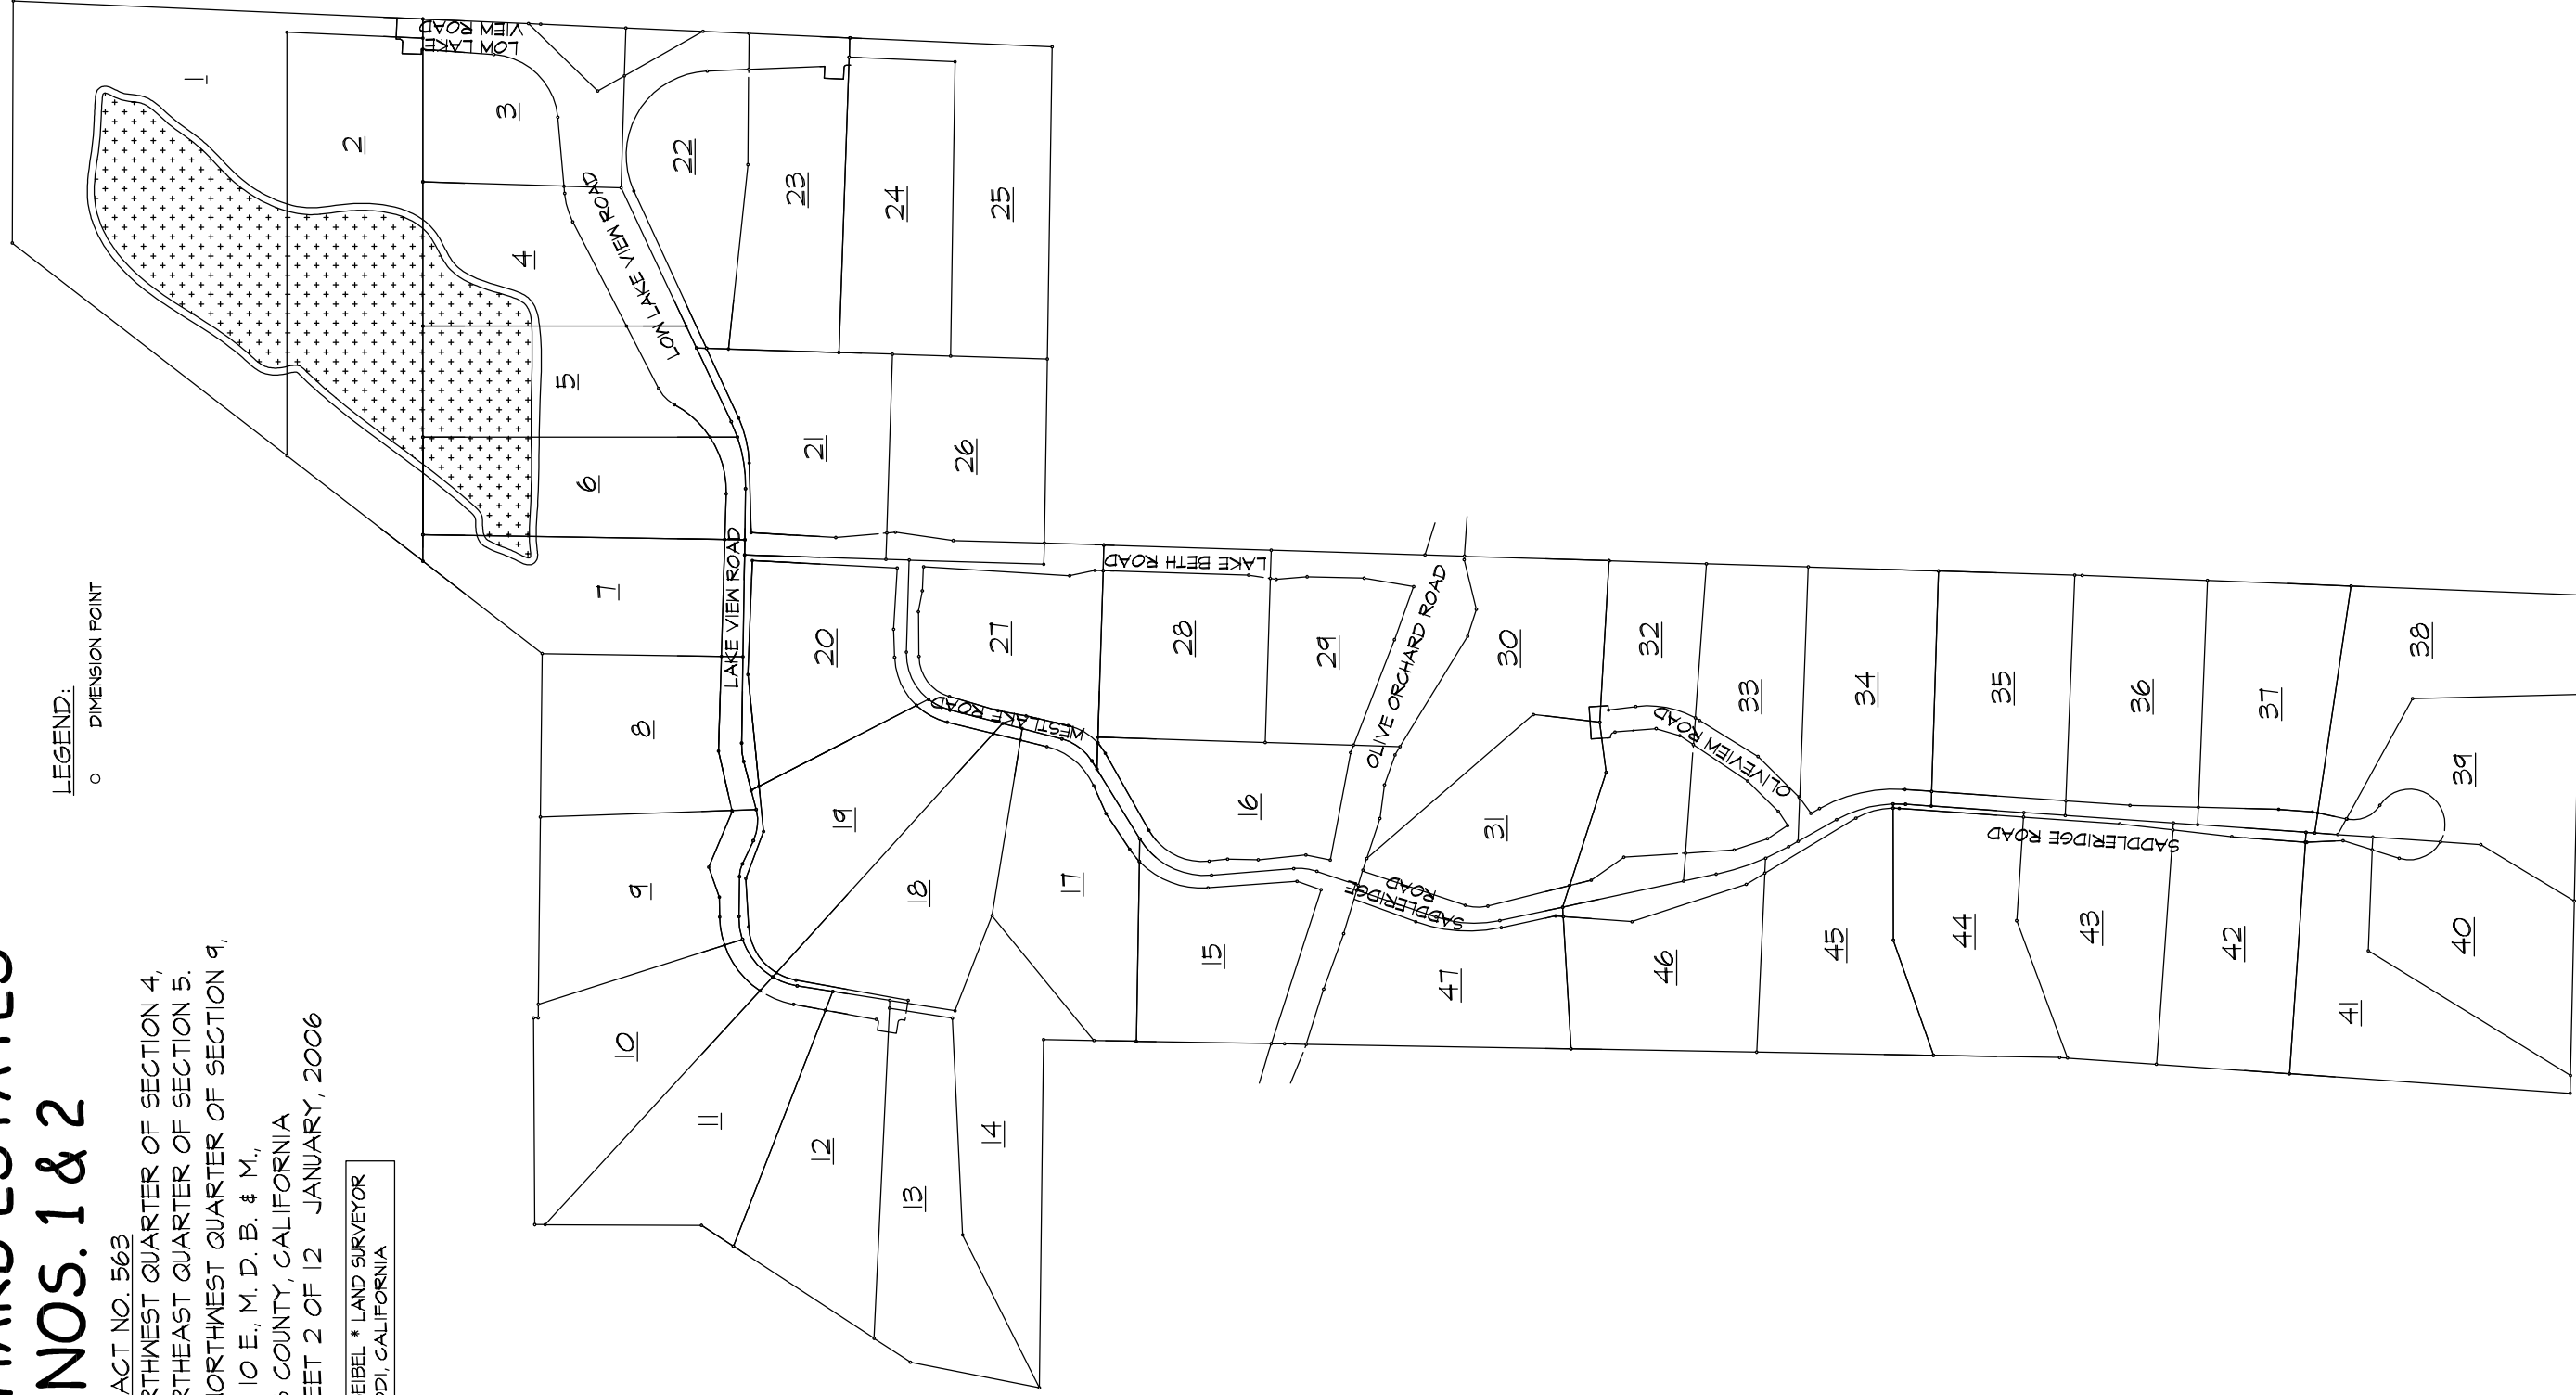 ESTATES
NOS. 1 & 2
ACT NO. 563
RTHWEST QUARTER OF SECTION 4,
RTHEAST QUARTER OF SECTION 5.
NORTHWEST QUARTER OF SECTION 9,
10 E., M. D. B. & M.,
COUNTY, CALIFORNIA
EET 2 OF 12 JANUARY, 2006
EIBEL * LAND SURVEYOR
DI, CALIFORNIA
LEGEND:
DIMENSION POINT
1
2
3
4
5
6
7
8
9
10
11
12
13
14
15
16
17
18
19
20
21
22
23
24
25
26
27
28
29
30
31
32
33
34
35
36
37
38
39
40
41
42
43
44
45
46
47
LOW LAKE
VIEW ROAD
LOW LAKE VIEW ROAD
LAKE VIEW ROAD
LAKE BETH ROAD
WESTLAKE ROAD
OLIVE ORCHARD ROAD
OLIVEVIEW ROAD
SADDLERIDGE
ROAD
SADDLERIDGE ROAD